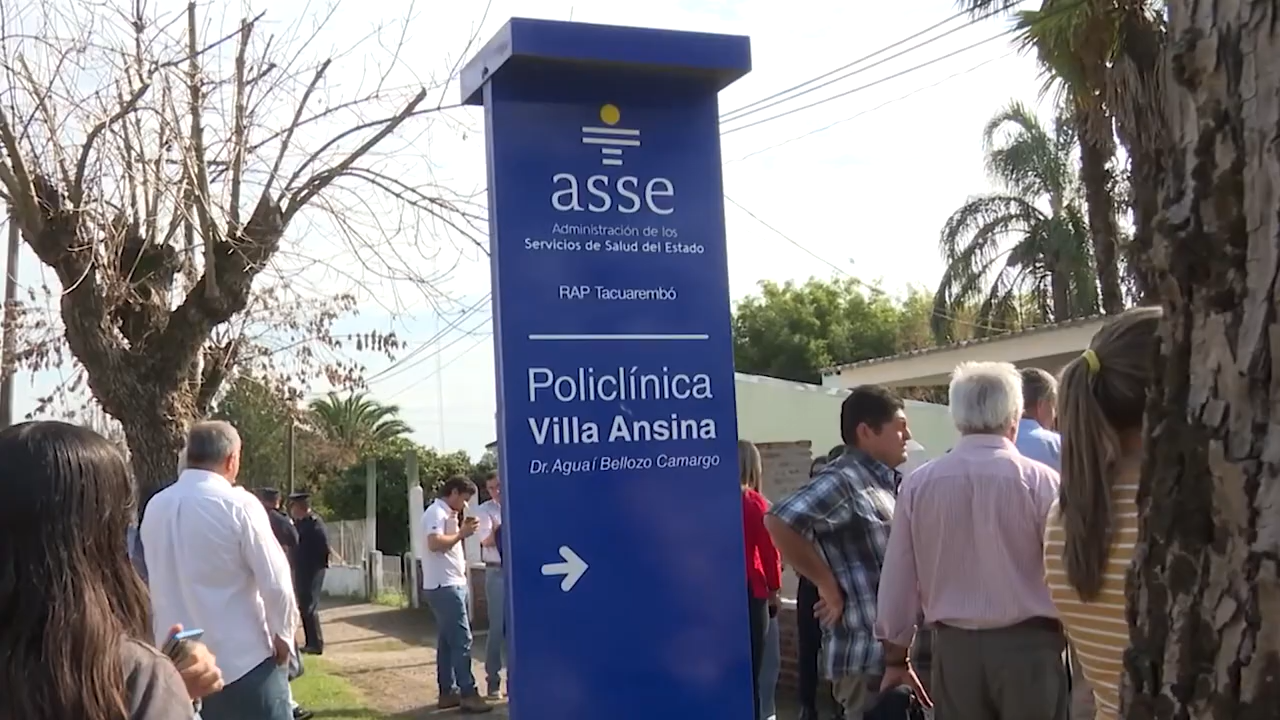 asse
Administración de los
Servicios de Salud del Estado
RAP Tacuarembó
Policlínica
Villa Ansina
Dr. Aguaí Bellozo Camargo